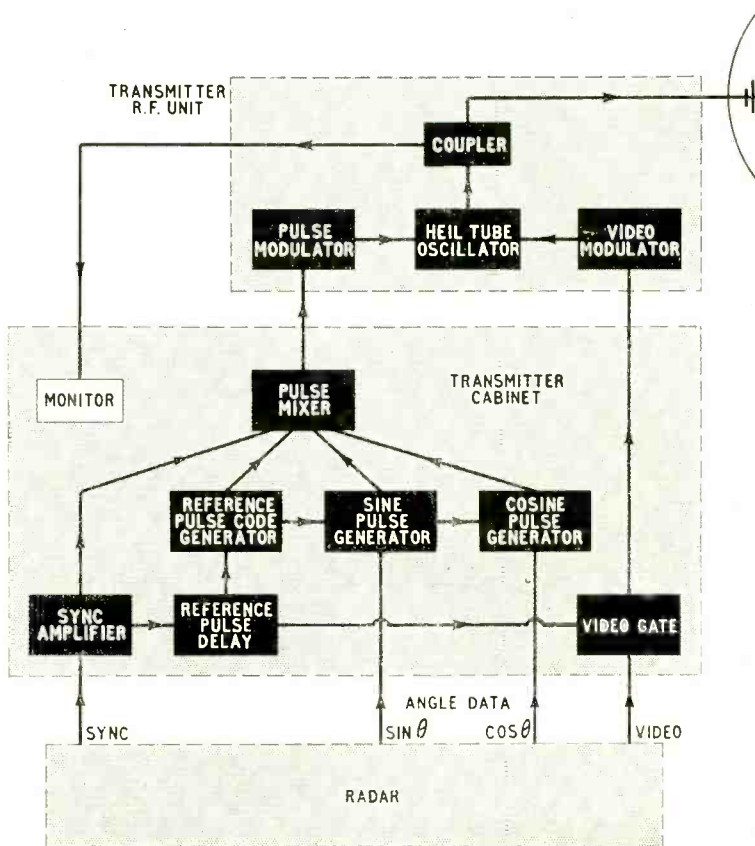 TRANSMITTER
R.F. UNIT
COUPLER
PULSE
MODULATOR
HEIL TUBE
OSCILLATOR
VIDEO
MODULATOR
MONITOR
PULSE
MIXER
TRANSMITTER
CABINET
REFERENCE
PULSE CODE
GENERATOR
SINE
PULSE
GENERATOR
COSINE
PULSE
GENERATOR
SYNC
AMPLIFIER
REFERENCE
PULSE
DELAY
VIDEO GATE
ANGLE DATA
SYNC
SIN θ
COS θ
VIDEO
RADAR